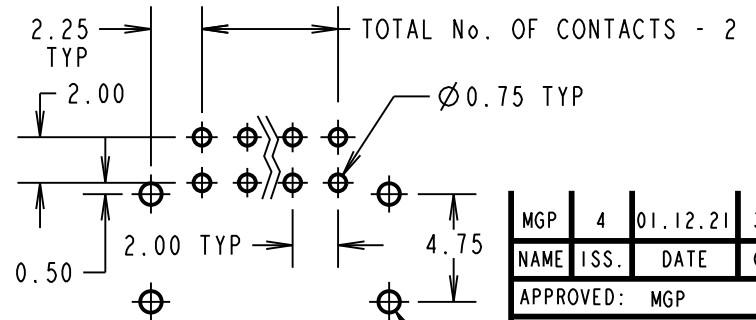 2.25
TYP
TOTAL No. OF CONTACTS - 2
2.00
Ø0.75 TYP
2.00 TYP
4.75
0.50
MGP 4 01.12.21
NAME ISS. DATE
APPROVED: MGP